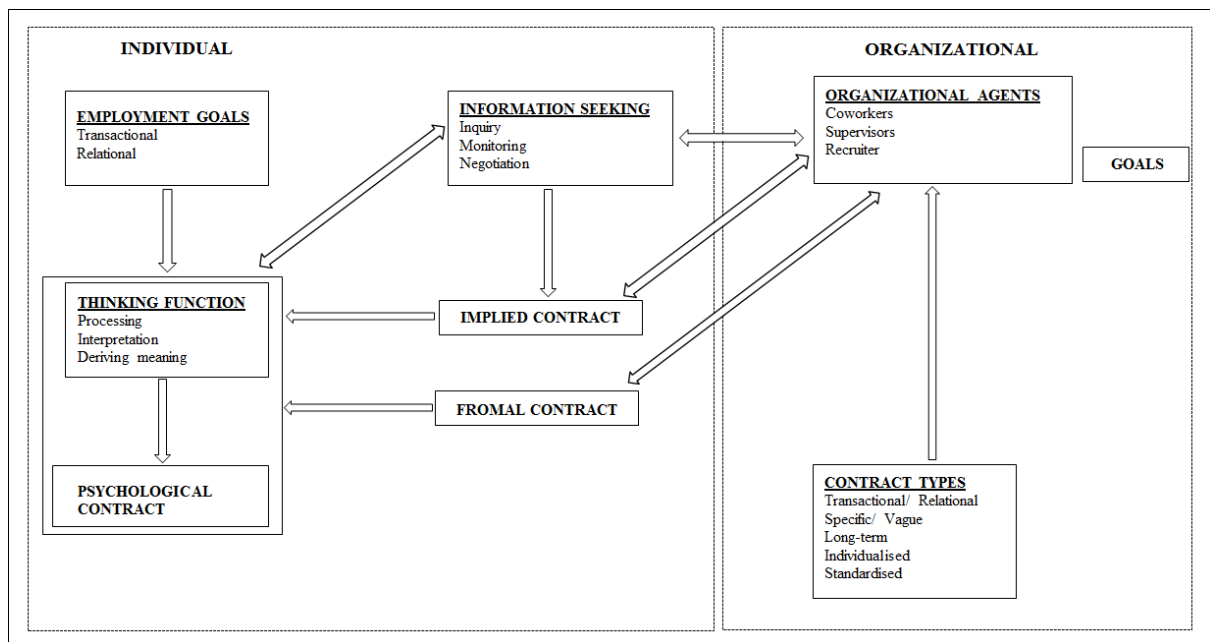 INDIVIDUAL
EMPLOYMENT GOALS
Transactional
Relational
INFORMATION SEEKING
Inquiry
Monitoring
Negotiation
THINKING FUNCTION
Processing
Interpretation
Deriving meaning
IMPLIED CONTRACT
FROMAL CONTRACT
PSYCHOLOGICAL
CONTRACT
ORGANIZATIONAL
ORGANIZATIONAL AGENTS
Coworkers
Supervisors
Recruiter
GOALS
CONTRACT TYPES
Transactional/ Relational
Specific/ Vague
Long-term
Individualised
Standardised